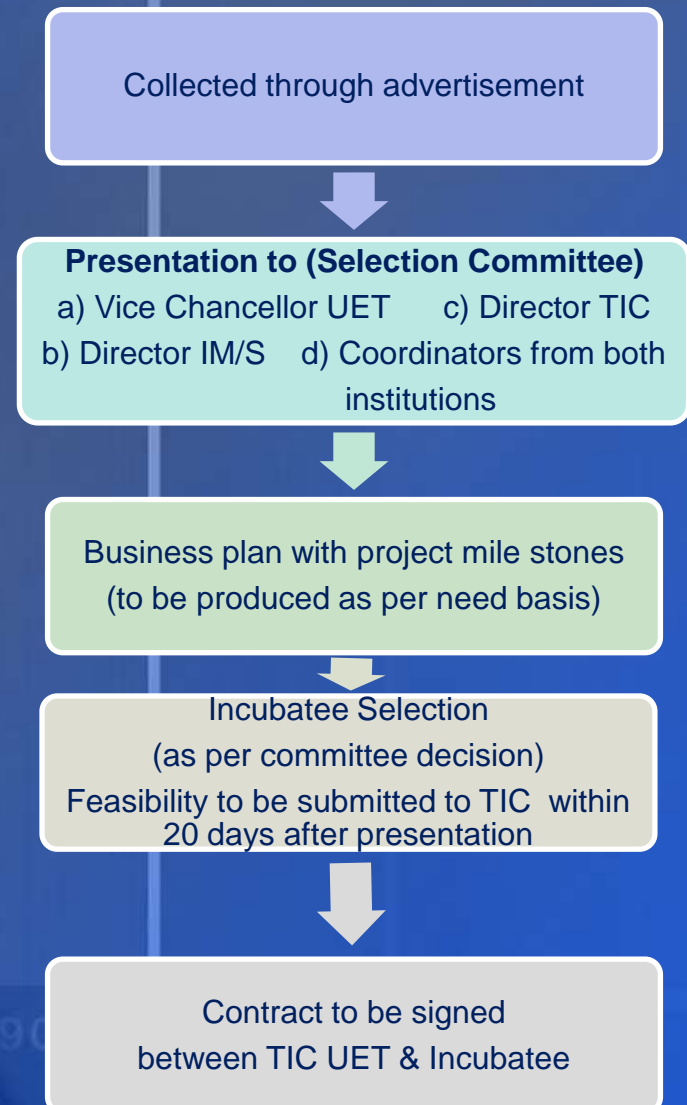 Collected through advertisement
Presentation to (Selection Committee)
a) Vice Chancellor UET c) Director TIC
b) Director IM/S d) Coordinators from both
institutions
Business plan with project mile stones
(to be produced as per need basis)
Incubatee Selection
(as per committee decision)
Feasibility to be submitted to TIC within
20 days after presentation
Contract to be signed
between TIC UET & Incubatee